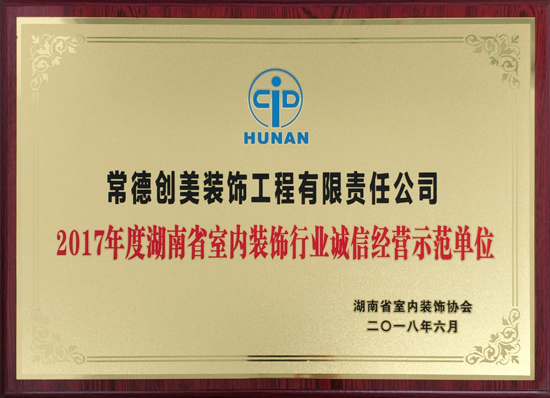 CID
HUNAN
常德创美装饰工程有限责任公司
2017年度湖南省室内装饰行业诚信经营示范单位
湖南省室内装饰协会
二〇一八年六月